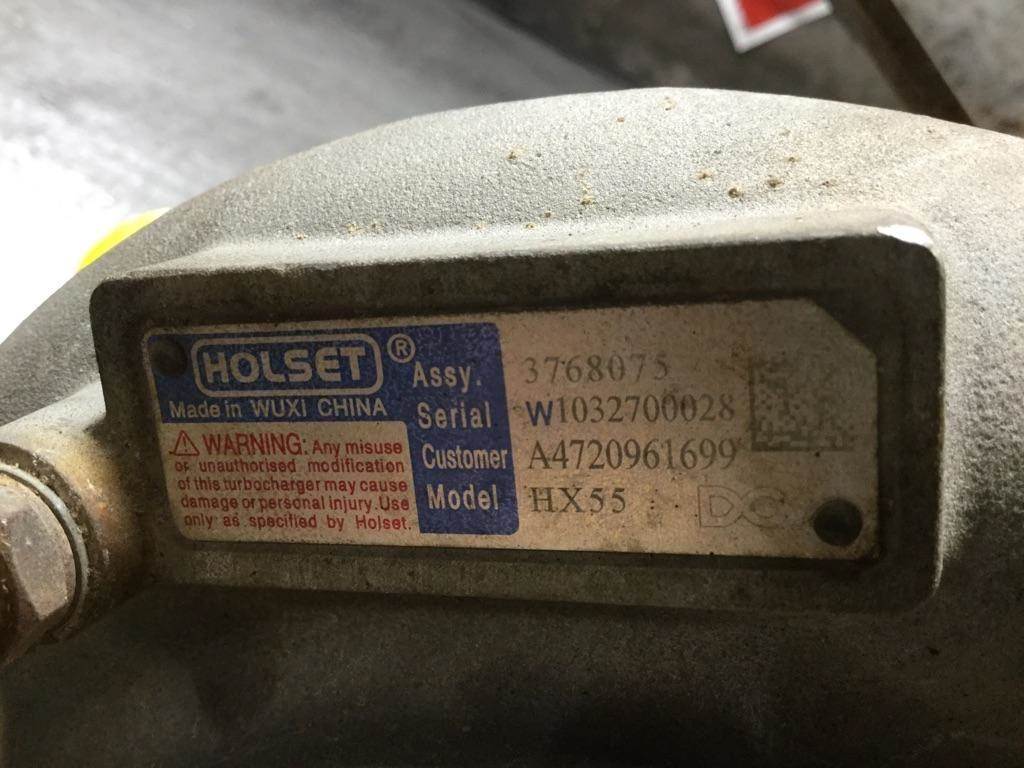 HOLSET ®
Made in WUXI CHINA
⚠ WARNING: Any misuse
or unauthorised modification
of this turbocharger may cause
damage or personal injury. Use
only as specified by Holset.
Assy. 3768075
Serial W1032700028
Customer A4720961699
Model HX55